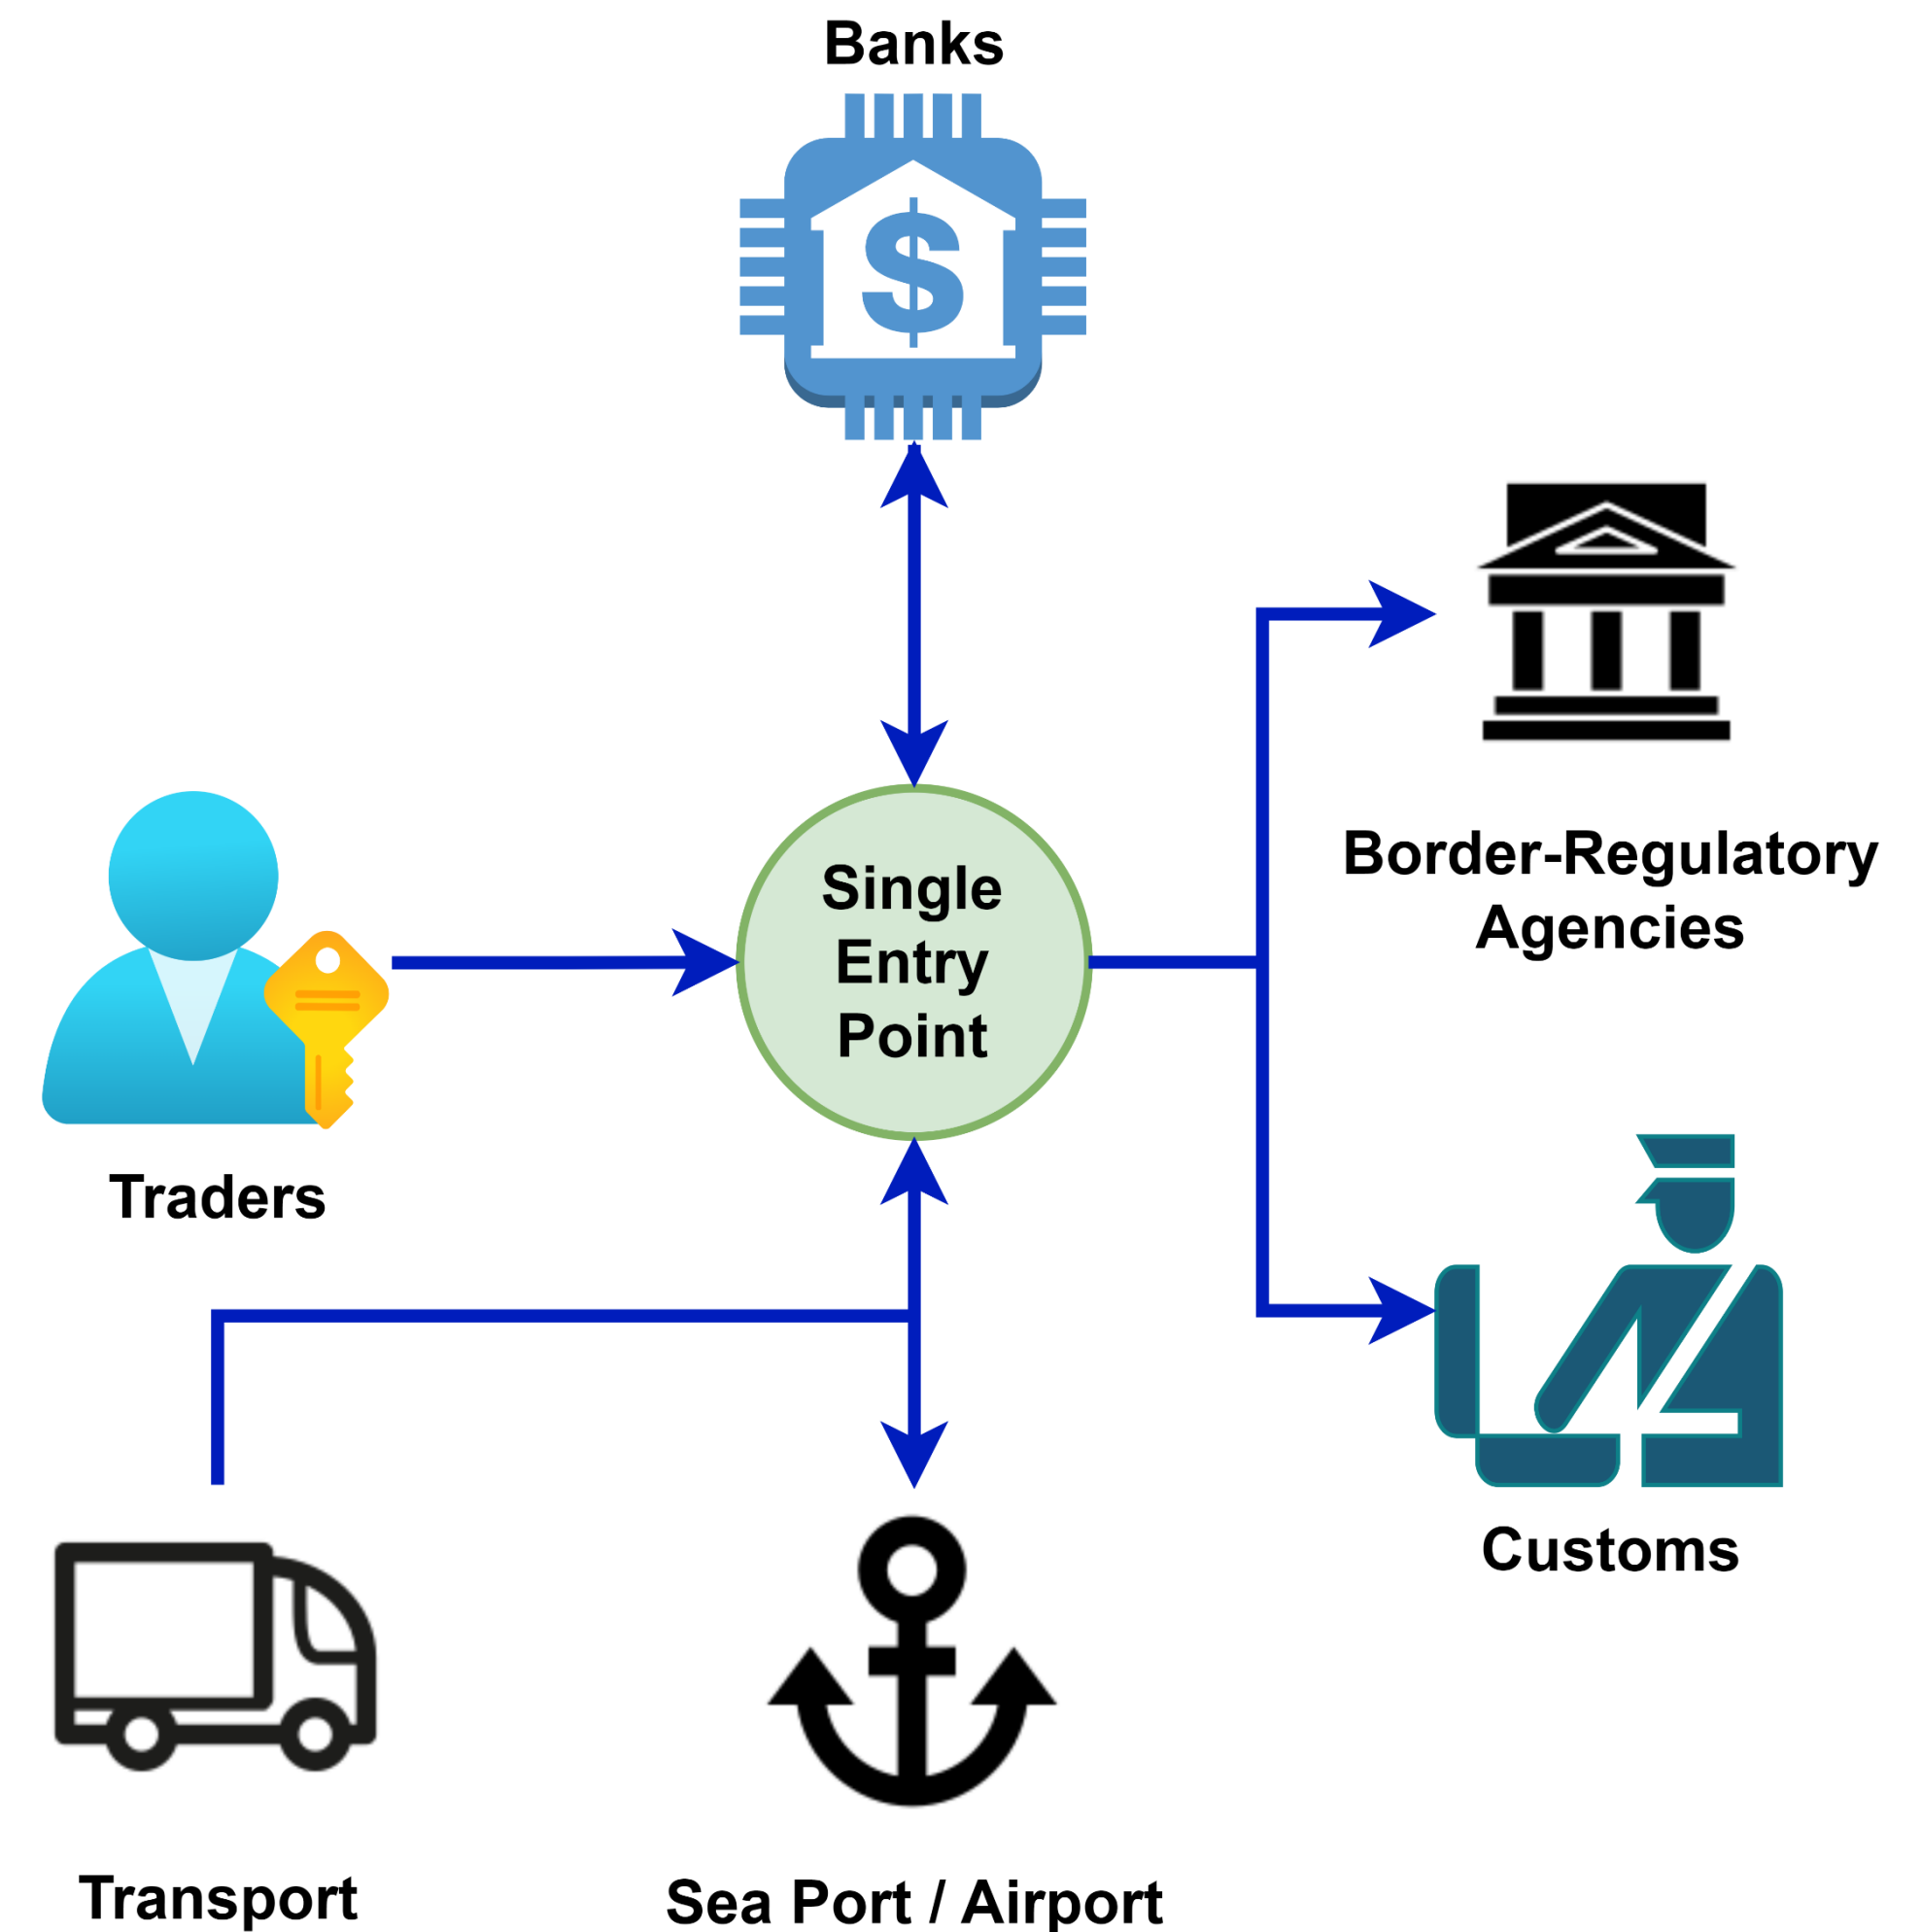 Banks
$
Border-Regulatory
Agencies
Single
Entry
Point
Traders
Customs
Transport
Sea Port / Airport